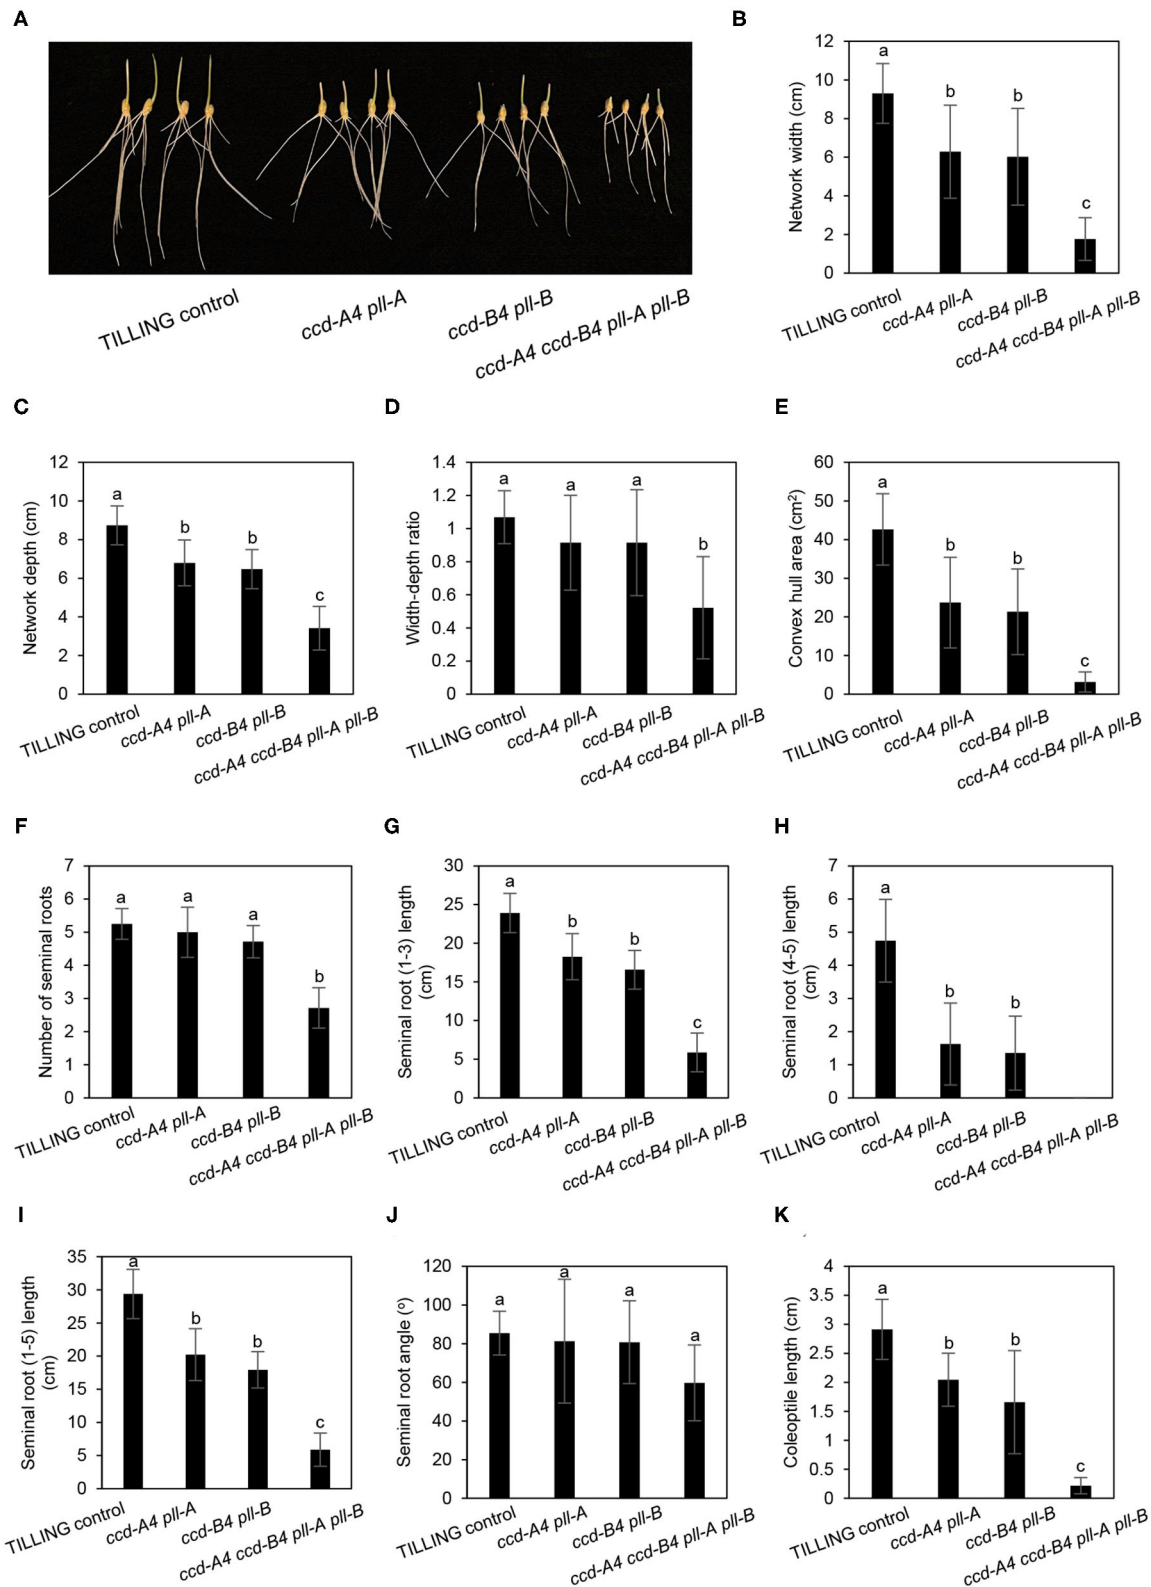 A
TILLING control
ccd-A4 pll-A
ccd-B4 pll-B
ccd-A4 ccd-B4 pll-A pll-B
B
Network width (cm)
12
10
8
6
4
2
0
a
b
b
c
TILLING control
ccd-A4 pll-A
ccd-B4 pll-B
ccd-A4 ccd-B4 pll-A pll-B
C
Network depth (cm)
12
10
8
6
4
2
0
a
b
b
c
TILLING control
ccd-A4 pll-A
ccd-B4 pll-B
ccd-A4 ccd-B4 pll-A pll-B
D
Width-depth ratio
1.4
1.2
1
0.8
0.6
0.4
0.2
0
a
a
a
b
TILLING control
ccd-A4 pll-A
ccd-B4 pll-B
ccd-A4 ccd-B4 pll-A pll-B
E
Convex hull area (cm²)
60
50
40
30
20
10
0
a
b
b
c
TILLING control
ccd-A4 pll-A
ccd-B4 pll-B
ccd-A4 ccd-B4 pll-A pll-B
F
Number of seminal roots
7
6
5
4
3
2
1
0
a
a
a
b
TILLING control
ccd-A4 pll-A
ccd-B4 pll-B
ccd-A4 ccd-B4 pll-A pll-B
G
Seminal root (1-3) length
(cm)
30
25
20
15
10
5
0
a
b
b
c
TILLING control
ccd-A4 pll-A
ccd-B4 pll-B
ccd-A4 ccd-B4 pll-A pll-B
H
Seminal root (4-5) length
(cm)
7
6
5
4
3
2
1
0
a
b
b
TILLING control
ccd-A4 pll-A
ccd-B4 pll-B
ccd-A4 ccd-B4 pll-A pll-B
I
Seminal root (1-5) length
(cm)
35
30
25
20
15
10
5
0
a
b
b
c
TILLING control
ccd-A4 pll-A
ccd-B4 pll-B
ccd-A4 ccd-B4 pll-A pll-B
J
Seminal root angle (º)
120
100
80
60
40
20
0
a
a
a
a
TILLING control
ccd-A4 pll-A
ccd-B4 pll-B
ccd-A4 ccd-B4 pll-A pll-B
K
Coleoptile length (cm)
4
3.5
3
2.5
2
1.5
1
0.5
0
a
b
b
c
TILLING control
ccd-A4 pll-A
ccd-B4 pll-B
ccd-A4 ccd-B4 pll-A pll-B